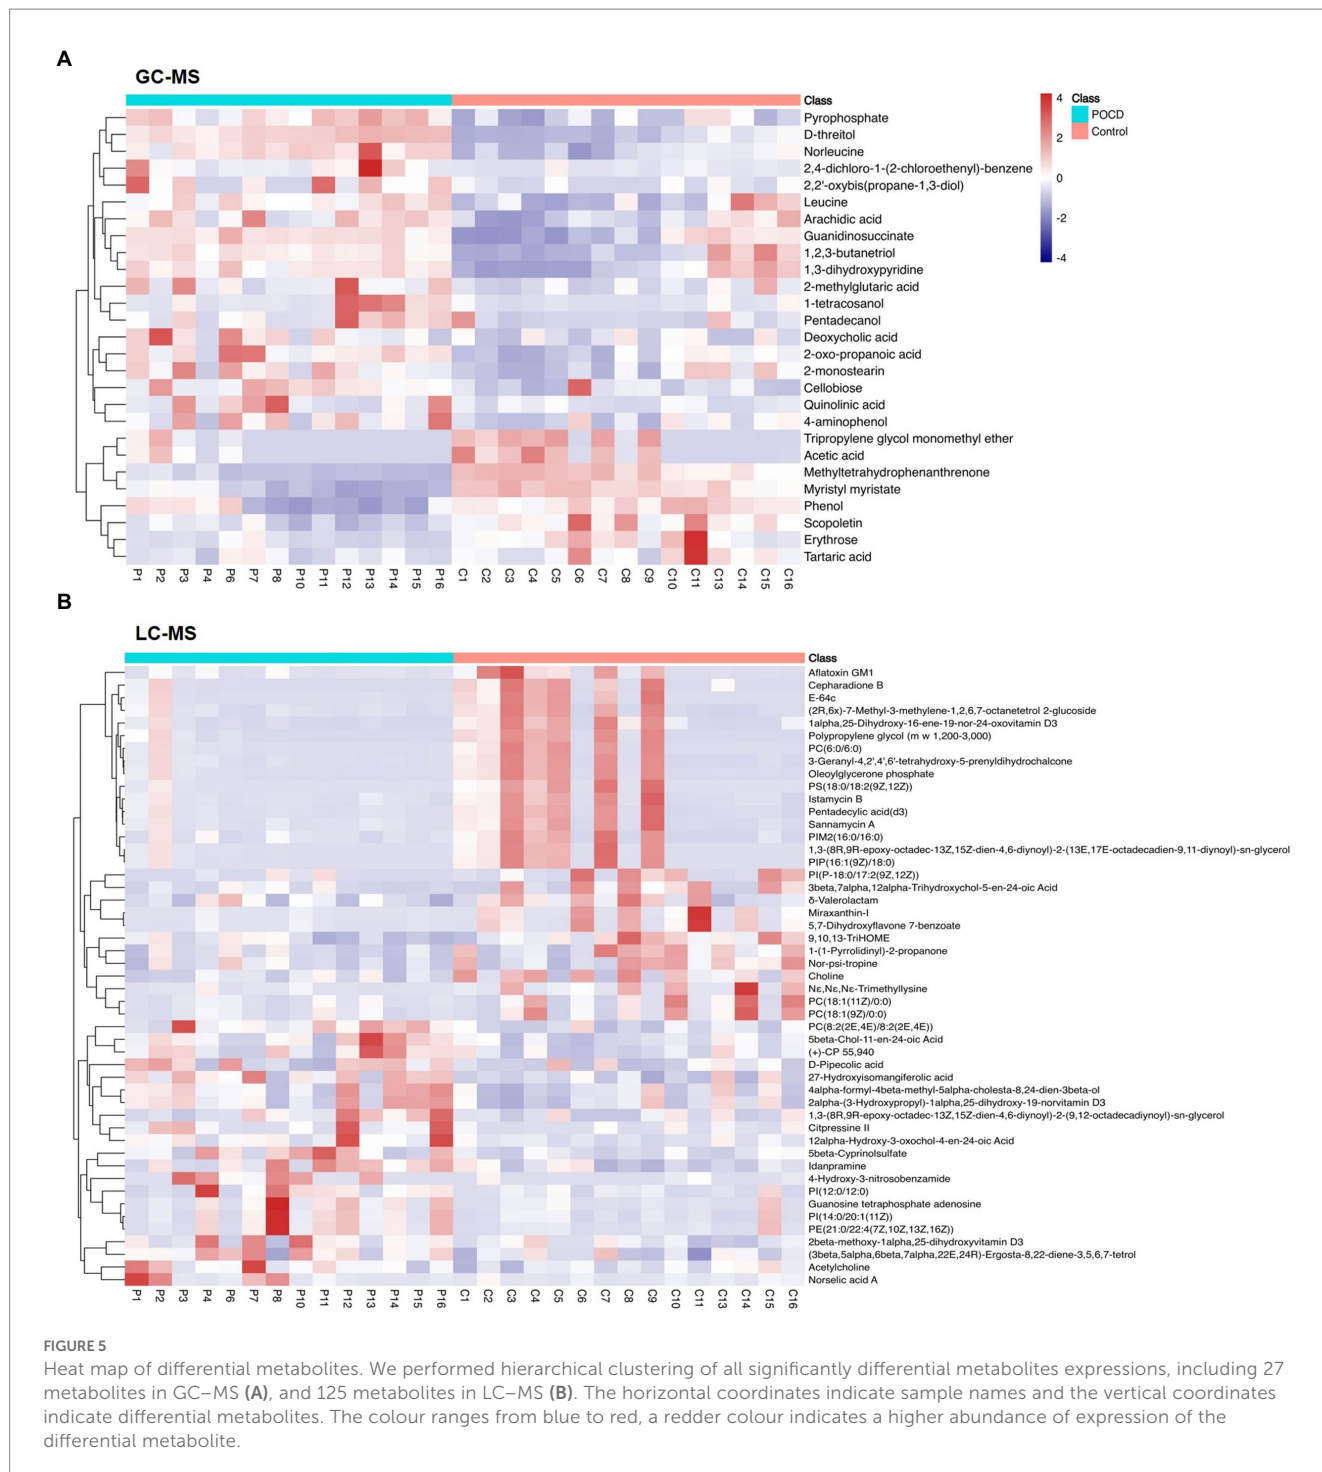 A
GC-MS
Class
Pyrophosphate
D-threitol
Norleucine
2,4-dichloro-1-(2-chloroethenyl)-benzene
2,2'-oxybis(propane-1,3-diol)
Leucine
Arachidic acid
Guanidinosuccinate
1,2,3-butanetriol
1,3-dihydroxypyridine
2-methylglutaric acid
1-tetracosanol
Pentadecanol
Deoxycholic acid
2-oxo-propanoic acid
2-monostearin
Cellobiose
Quinolinic acid
4-aminophenol
Tripropylene glycol monomethyl ether
Acetic acid
Methyltetrahydrophenanthrenone
Myristyl myristate
Phenol
Scopoletin
Erythrose
Tartaric acid
4
2
0
-2
-4
Class
POCD
Control
P1 P2 P3 P4 P6 P7 P8 P10 P11 P12 P13 P14 P15 P16 C1 C2 C3 C4 C5 C6 C7 C8 C9 C10 C11 C13 C14 C15 C16
B
LC-MS
Class
Aflatoxin GM1
Cepharadione B
E-64c
(2R,6x)-7-Methyl-3-methylene-1,2,6,7-octanetetrol 2-glucoside
1alpha,25-Dihydroxy-16-ene-19-nor-24-oxovitamin D3
Polypropylene glycol (m w 1,200-3,000)
PC(6:0/6:0)
3-Geranyl-4,2',4',6'-tetrahydroxy-5-prenyldihydrochalcone
Oleoylglycerone phosphate
PS(18:0/18:2(9Z,12Z))
Istamycin B
Pentadecylic acid(d3)
Sannamycin A
PIM2(16:0/16:0)
1,3-(8R,9R-epoxy-octadec-13Z,15Z-dien-4,6-diynoyl)-2-(13E,17E-octadecadien-9,11-diynoyl)-sn-glycerol
PIP(16:1(9Z)/18:0)
PI(P-18:0/17:2(9Z,12Z))
3beta,7alpha,12alpha-Trihydroxychol-5-en-24-oic Acid
δ-Valerolactam
Miraxanthin-I
5,7-Dihydroxyflavone 7-benzoate
9,10,13-TriHOME
1-(1-Pyrrolidinyl)-2-propanone
Nor-psi-tropine
Choline
Nε,Nε,Nε-Trimethyllysine
PC(18:1(11Z)/0:0)
PC(18:1(9Z)/0:0)
PC(8:2(2E,4E)/8:2(2E,4E))
5beta-Chol-11-en-24-oic Acid
(+)-CP 55,940
D-Pipecolic acid
27-Hydroxyisomangiferolic acid
4alpha-formyl-4beta-methyl-5alpha-cholesta-8,24-dien-3beta-ol
2alpha-(3-Hydroxypropyl)-1alpha,25-dihydroxy-19-norvitamin D3
1,3-(8R,9R-epoxy-octadec-13Z,15Z-dien-4,6-diynoyl)-2-(9,12-octadecadiynoyl)-sn-glycerol
Citpressine II
12alpha-Hydroxy-3-oxochol-4-en-24-oic Acid
5beta-Cyprinolsulfate
Idanpramine
4-Hydroxy-3-nitrosobenzamide
PI(12:0/12:0)
Guanosine tetraphosphate adenosine
PI(14:0/20:1(11Z))
PE(21:0/22:4(7Z,10Z,13Z,16Z))
2beta-methoxy-1alpha,25-dihydroxyvitamin D3
(3beta,5alpha,6beta,7alpha,22E,24R)-Ergosta-8,22-diene-3,5,6,7-tetrol
Acetylcholine
Norselic acid A
P1 P2 P3 P4 P6 P7 P8 P10 P11 P12 P13 P14 P15 P16 C1 C2 C3 C4 C5 C6 C7 C8 C9 C10 C11 C13 C14 C15 C16
FIGURE 5
Heat map of differential metabolites. We performed hierarchical clustering of all significantly differential metabolites expressions, including 27
metabolites in GC–MS (A), and 125 metabolites in LC–MS (B). The horizontal coordinates indicate sample names and the vertical coordinates
indicate differential metabolites. The colour ranges from blue to red, a redder colour indicates a higher abundance of expression of the
differential metabolite.